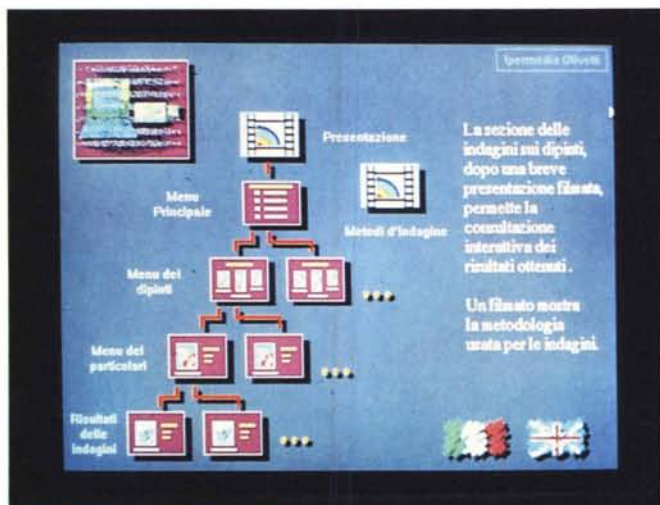 Ipermedia Olivetti
Presentazione
Menu
Principale
Metodi d'Indagine
Menu dei
dipinti
Menu dei
particolari
Risultati
delle
indagini
La sezione delle
indagini sui dipinti,
dopo una breve
presentazione filmata,
permette la
consultazione
interattiva dei
risultati ottenuti .
Un filmato mostra
la metodologia
usata per le indagini.